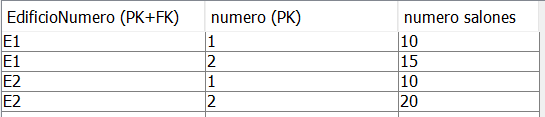 EdificioNumero (PK+FK) numero (PK) numero salones
E1 1 10
E1 2 15
E2 1 10
E2 2 20